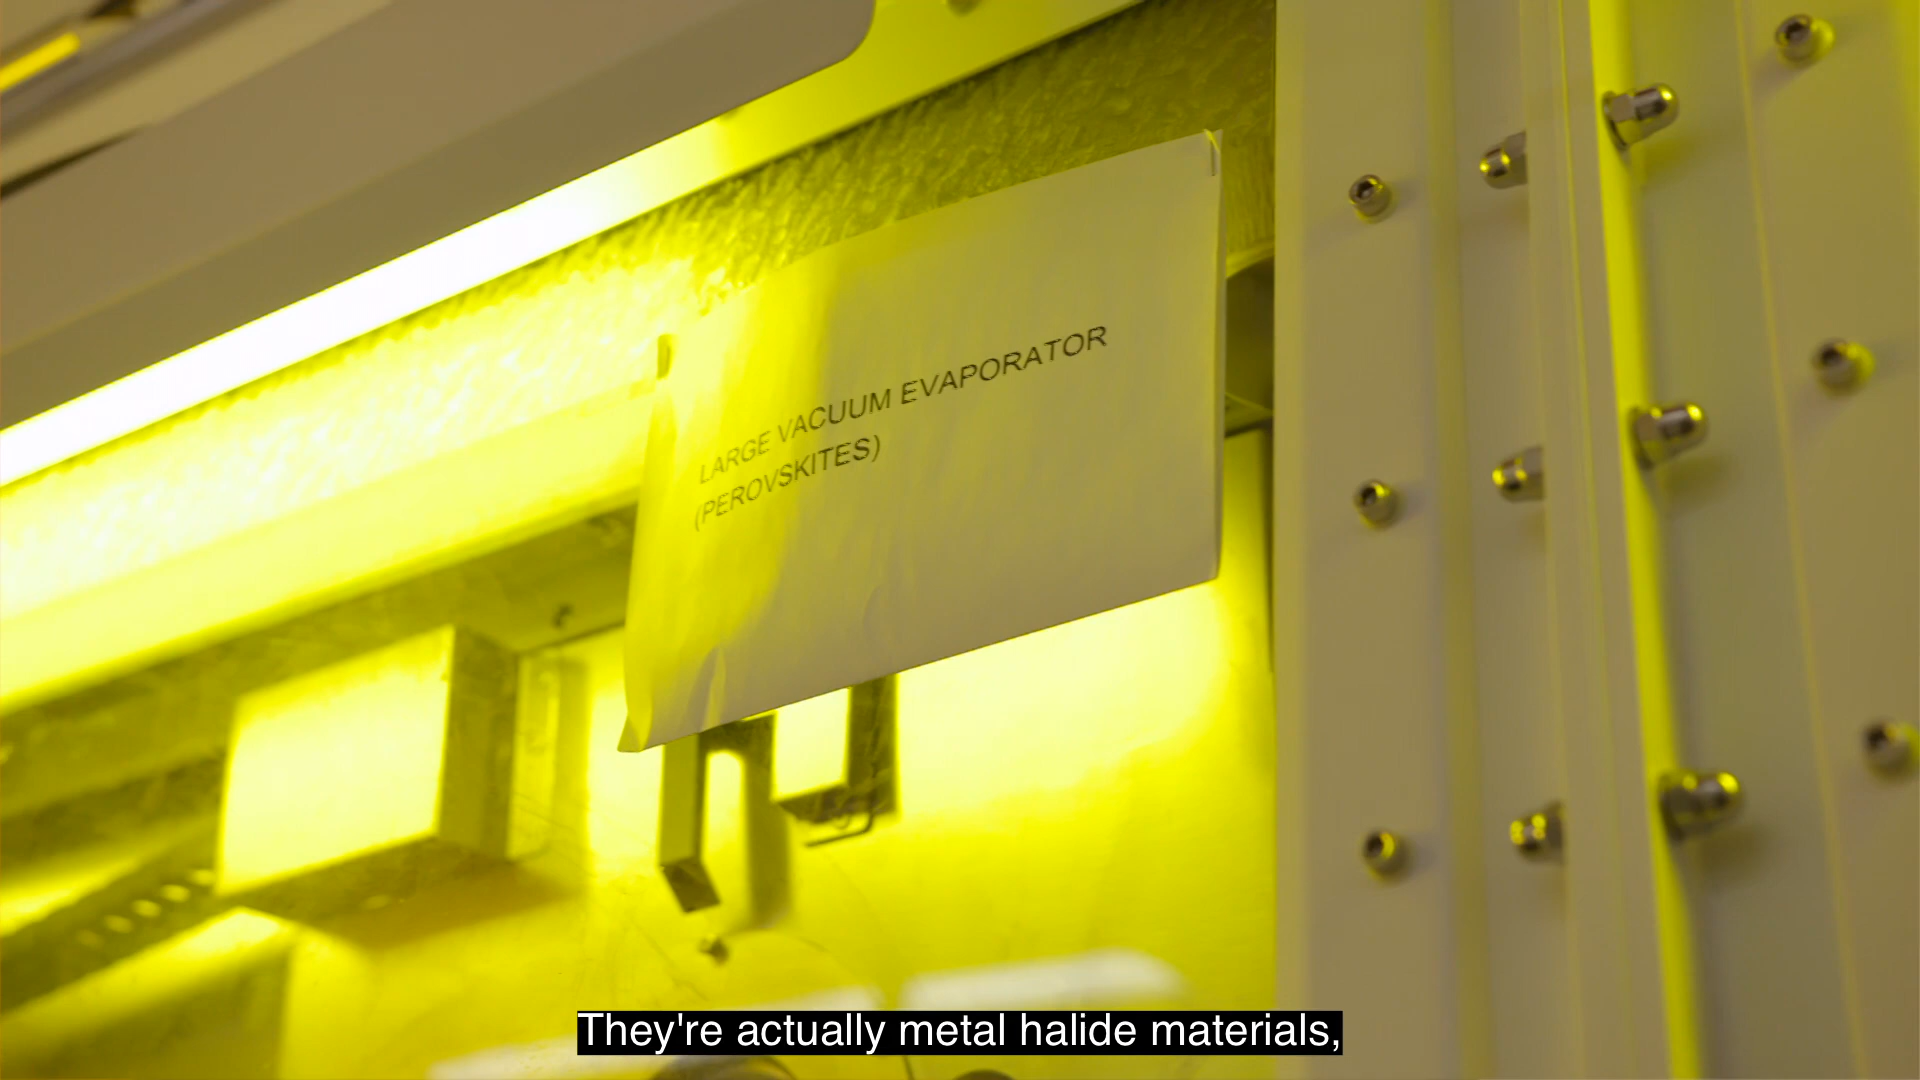 LARGE VACUUM EVAPORATOR
(PEROVSKITES)
They're actually metal halide materials,